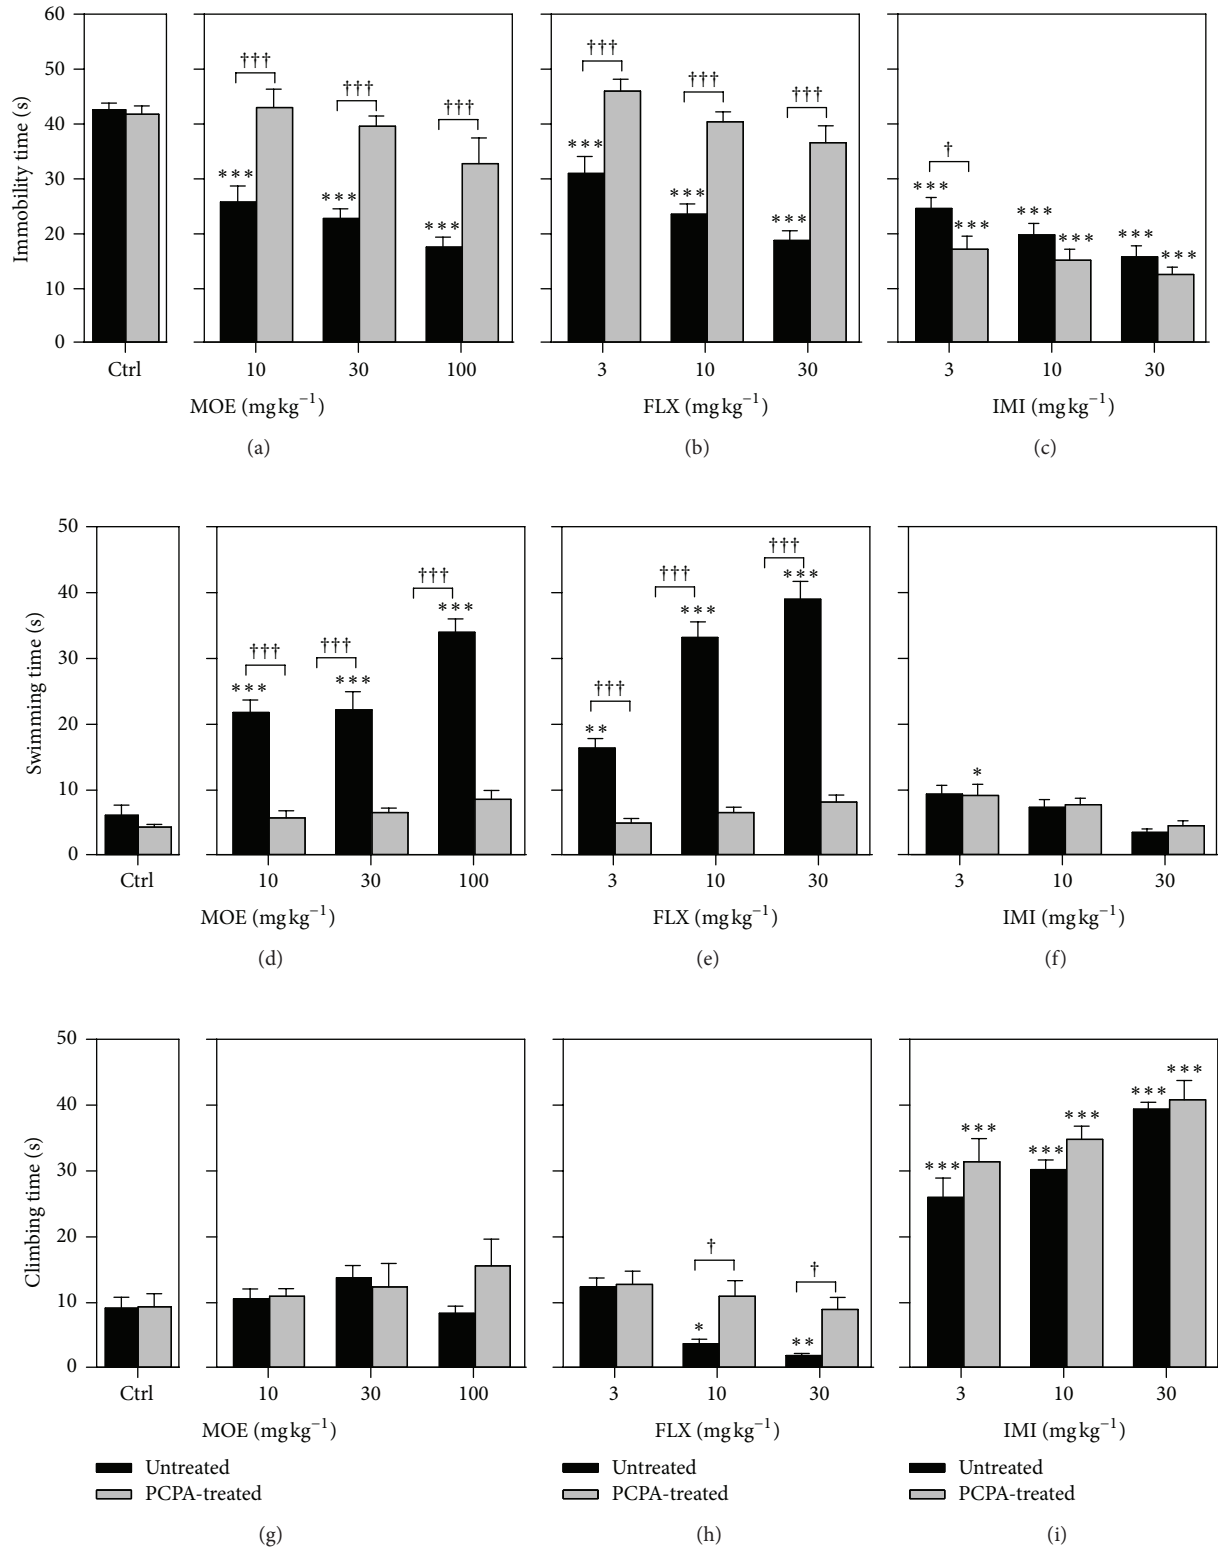 60
50
40
30
20
10
0
Immobility time (s)
†††
†††
†††
***
***
***
†††
†††
†††
***
***
***
†
***
***
***
***
***
***
Ctrl
10 30 100
3 10 30
3 10 30
MOE (mg kg−1)
FLX (mg kg−1)
IMI (mg kg−1)
(a)
(b)
(c)
50
40
30
20
10
0
Swimming time (s)
†††
†††
†††
***
***
***
†††
†††
†††
**
***
***
*
Ctrl
10 30 100
3 10 30
3 10 30
MOE (mg kg−1)
FLX (mg kg−1)
IMI (mg kg−1)
(d)
(e)
(f)
50
40
30
20
10
0
Climbing time (s)
†
†
*
**
***
***
***
***
***
***
Ctrl
10 30 100
3 10 30
3 10 30
MOE (mg kg−1)
FLX (mg kg−1)
IMI (mg kg−1)
Untreated
PCPA-treated
Untreated
PCPA-treated
Untreated
PCPA-treated
(g)
(h)
(i)